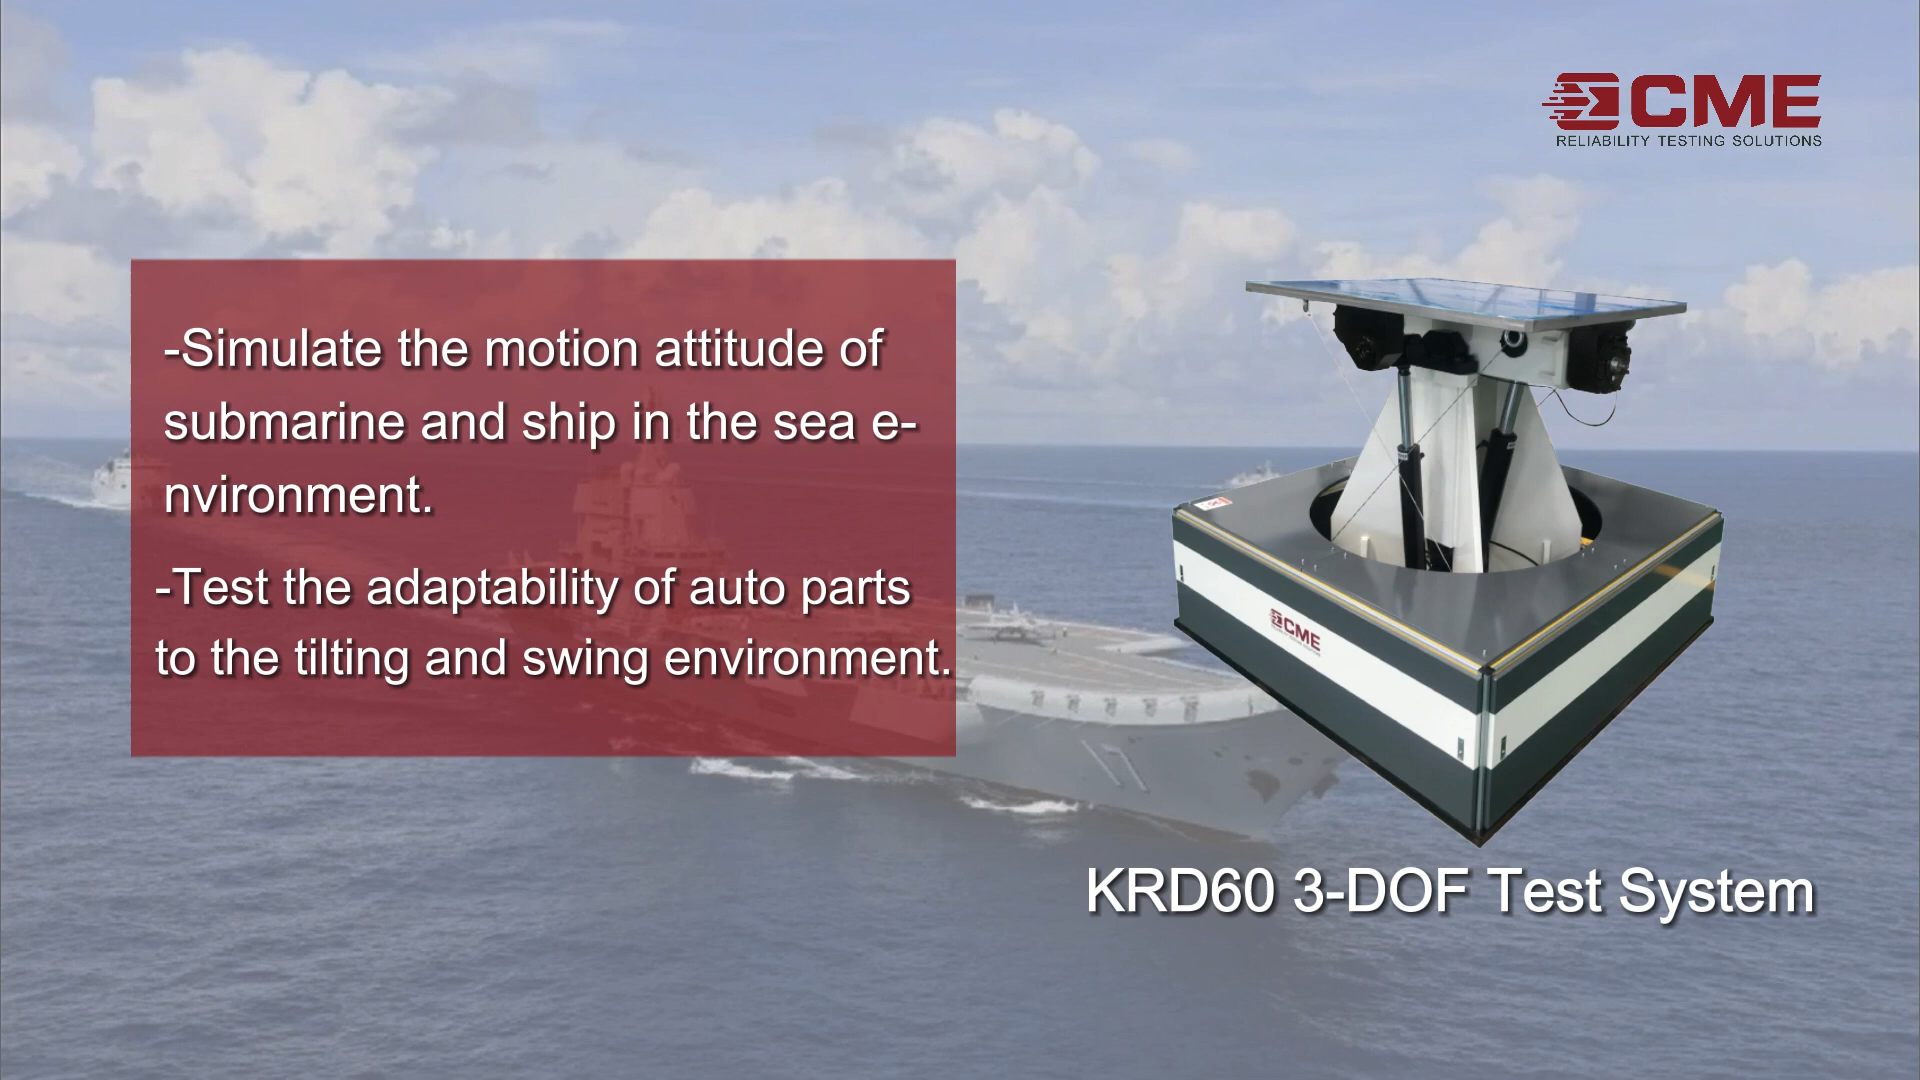 CME
RELIABILITY TESTING SOLUTIONS
-Simulate the motion attitude of
submarine and ship in the sea e-
nvironment.
-Test the adaptability of auto parts
to the tilting and swing environment.
CME
17
KRD60 3-DOF Test System